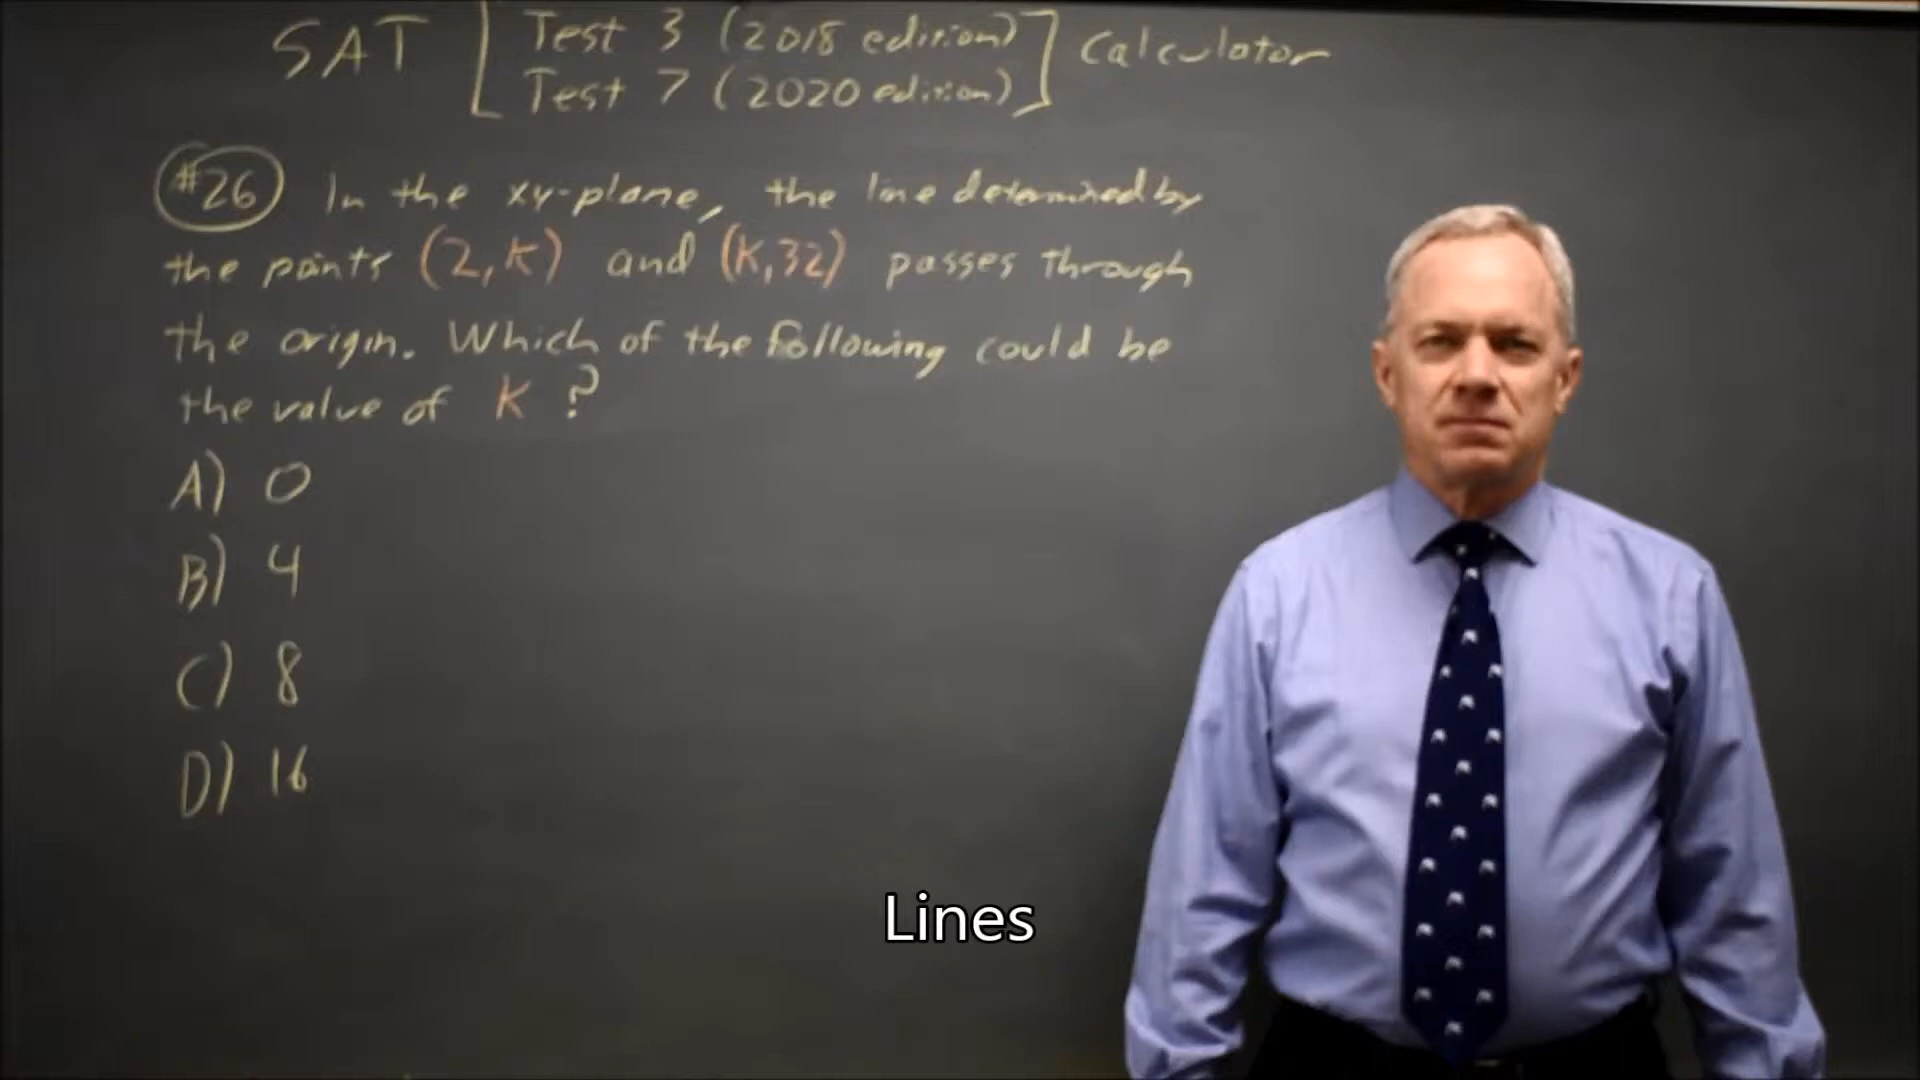 SAT [Test 3 (2018 edition)] Calculator
Test 7 (2020 edition)
#26 In the xy-plane, the line determined by
the points (2,K) and (K,32) passes through
the origin. Which of the following could be
the value of K ?
A) 0
B) 4
C) 8
D) 16
Lines